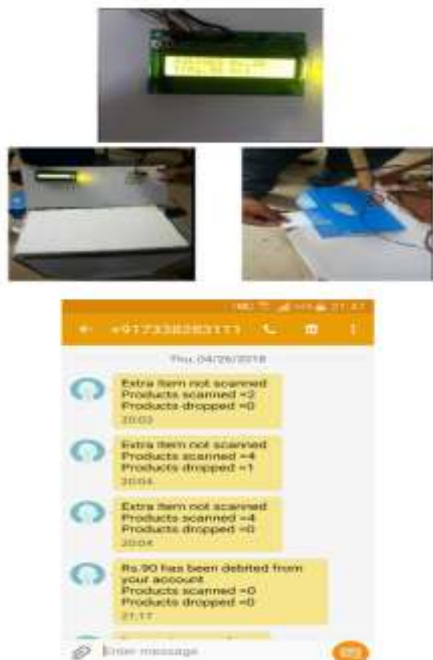 21:47
+917338283111
Thu, 04/26/2018
Extra Item not scanned
Products scanned =2
Products dropped =0
20:03
Extra Item not scanned
Products scanned =4
Products dropped =1
20:04
Extra Item not scanned
Products scanned =4
Products dropped =0
20:04
Rs.90 has been debited from
your account
Products scanned =0
Products dropped =0
21:17
Enter message